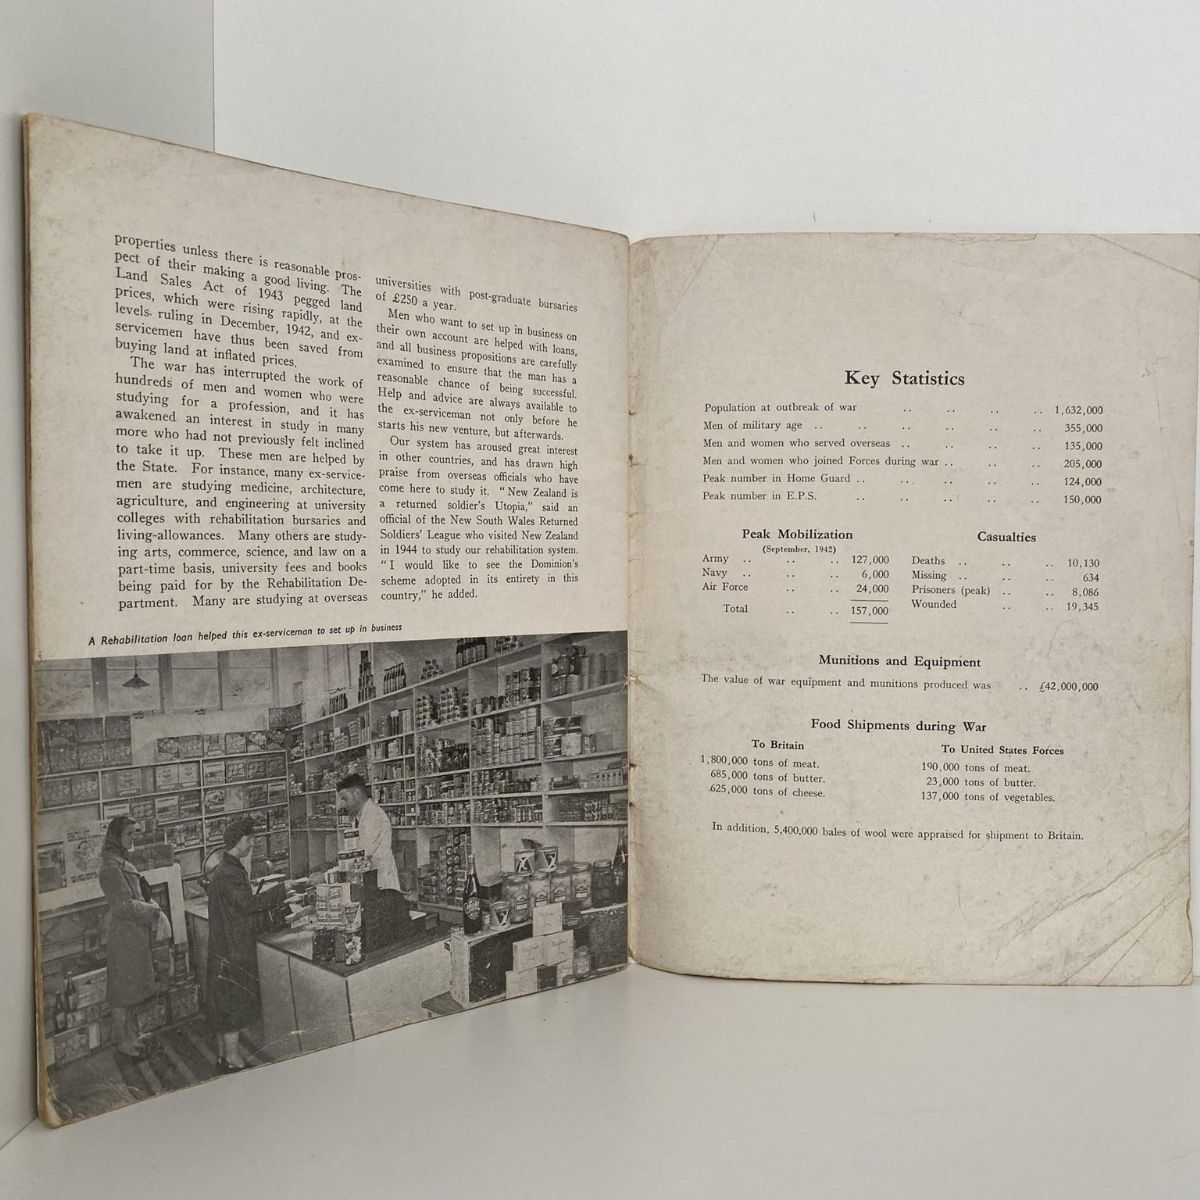 properties unless there is reasonable pros-
pect of their making a good living. The
Land Sales Act of 1943 pegged land
prices, which were rising rapidly, at the
levels. ruling in December, 1942, and ex-
servicemen have thus been saved from
buying land at inflated prices.
The war has interrupted the work of
hundreds of men and women who were
studying for a profession, and it has
awakened an interest in study in many
more who had not previously felt inclined
to take it up. These men are helped by
the State. For instance, many ex-service-
men are studying medicine, architecture,
agriculture, and engineering at university
colleges with rehabilitation bursaries and
living-allowances. Many others are study-
ing arts, commerce, science, and law on a
part-time basis, university fees and books
being paid for by the Rehabilitation De-
partment. Many are studying at overseas
universities with post-graduate bursaries
of £250 a year.
Men who want to set up in business on
their own account are helped with loans,
and all business propositions are carefully
examined to ensure that the man has a
reasonable chance of being successful.
Help and advice are always available to
the ex-serviceman not only before he
starts his new venture, but afterwards.
Our system has aroused great interest
in other countries, and has drawn high
praise from overseas officials who have
come here to study it. "New Zealand is
a returned soldier's Utopia," said an
official of the New South Wales Returned
Soldiers' League who visited New Zealand
in 1944 to study our rehabilitation system.
"I would like to see the Dominion's
scheme adopted in its entirety in this
country," he added.
A Rehabilitation loan helped this ex-serviceman to set up in business
Key Statistics
Population at outbreak of war .. .. .. .. 1,632,000
Men of military age .. .. .. .. .. .. 355,000
Men and women who served overseas .. .. .. .. 135,000
Men and women who joined Forces during war .. .. .. 205,000
Peak number in Home Guard .. .. .. .. .. 124,000
Peak number in E.P.S. .. .. .. .. .. 150,000
Peak Mobilization
(September, 1942)
Army .. .. .. 127,000
Navy .. .. .. 6,000
Air Force .. .. 24,000
Total .. .. 157,000
Casualties
Deaths .. .. .. 10,130
Missing .. .. .. 634
Prisoners (peak) .. .. 8,086
Wounded .. .. 19,345
Munitions and Equipment
The value of war equipment and munitions produced was .. £42,000,000
Food Shipments during War
To Britain
1,800,000 tons of meat.
685,000 tons of butter.
625,000 tons of cheese.
To United States Forces
190,000 tons of meat.
23,000 tons of butter.
137,000 tons of vegetables.
In addition, 5,400,000 bales of wool were appraised for shipment to Britain.